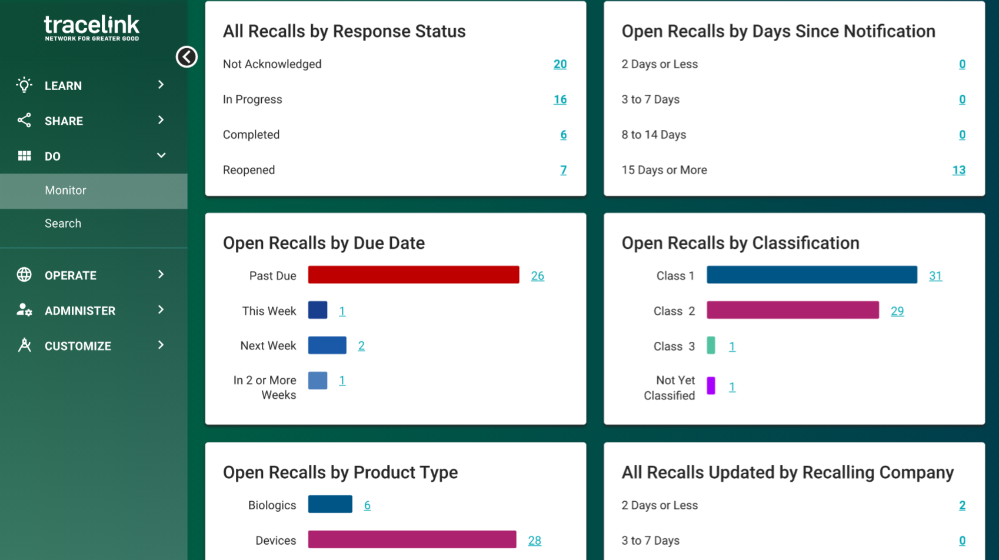 tracelink
NETWORK FOR GREATER GOOD
LEARN
SHARE
DO
Monitor
Search
OPERATE
ADMINISTER
CUSTOMIZE
All Recalls by Response Status
Not Acknowledged 20
In Progress 16
Completed 6
Reopened 7
Open Recalls by Days Since Notification
2 Days or Less 0
3 to 7 Days 0
8 to 14 Days 0
15 Days or More 13
Open Recalls by Due Date
Past Due 26
This Week 1
Next Week 2
In 2 or More 1
Weeks
Open Recalls by Classification
Class 1 31
Class 2 29
Class 3 1
Not Yet
Classified 1
Open Recalls by Product Type
Biologics 6
Devices 28
All Recalls Updated by Recalling Company
2 Days or Less 2
3 to 7 Days 0